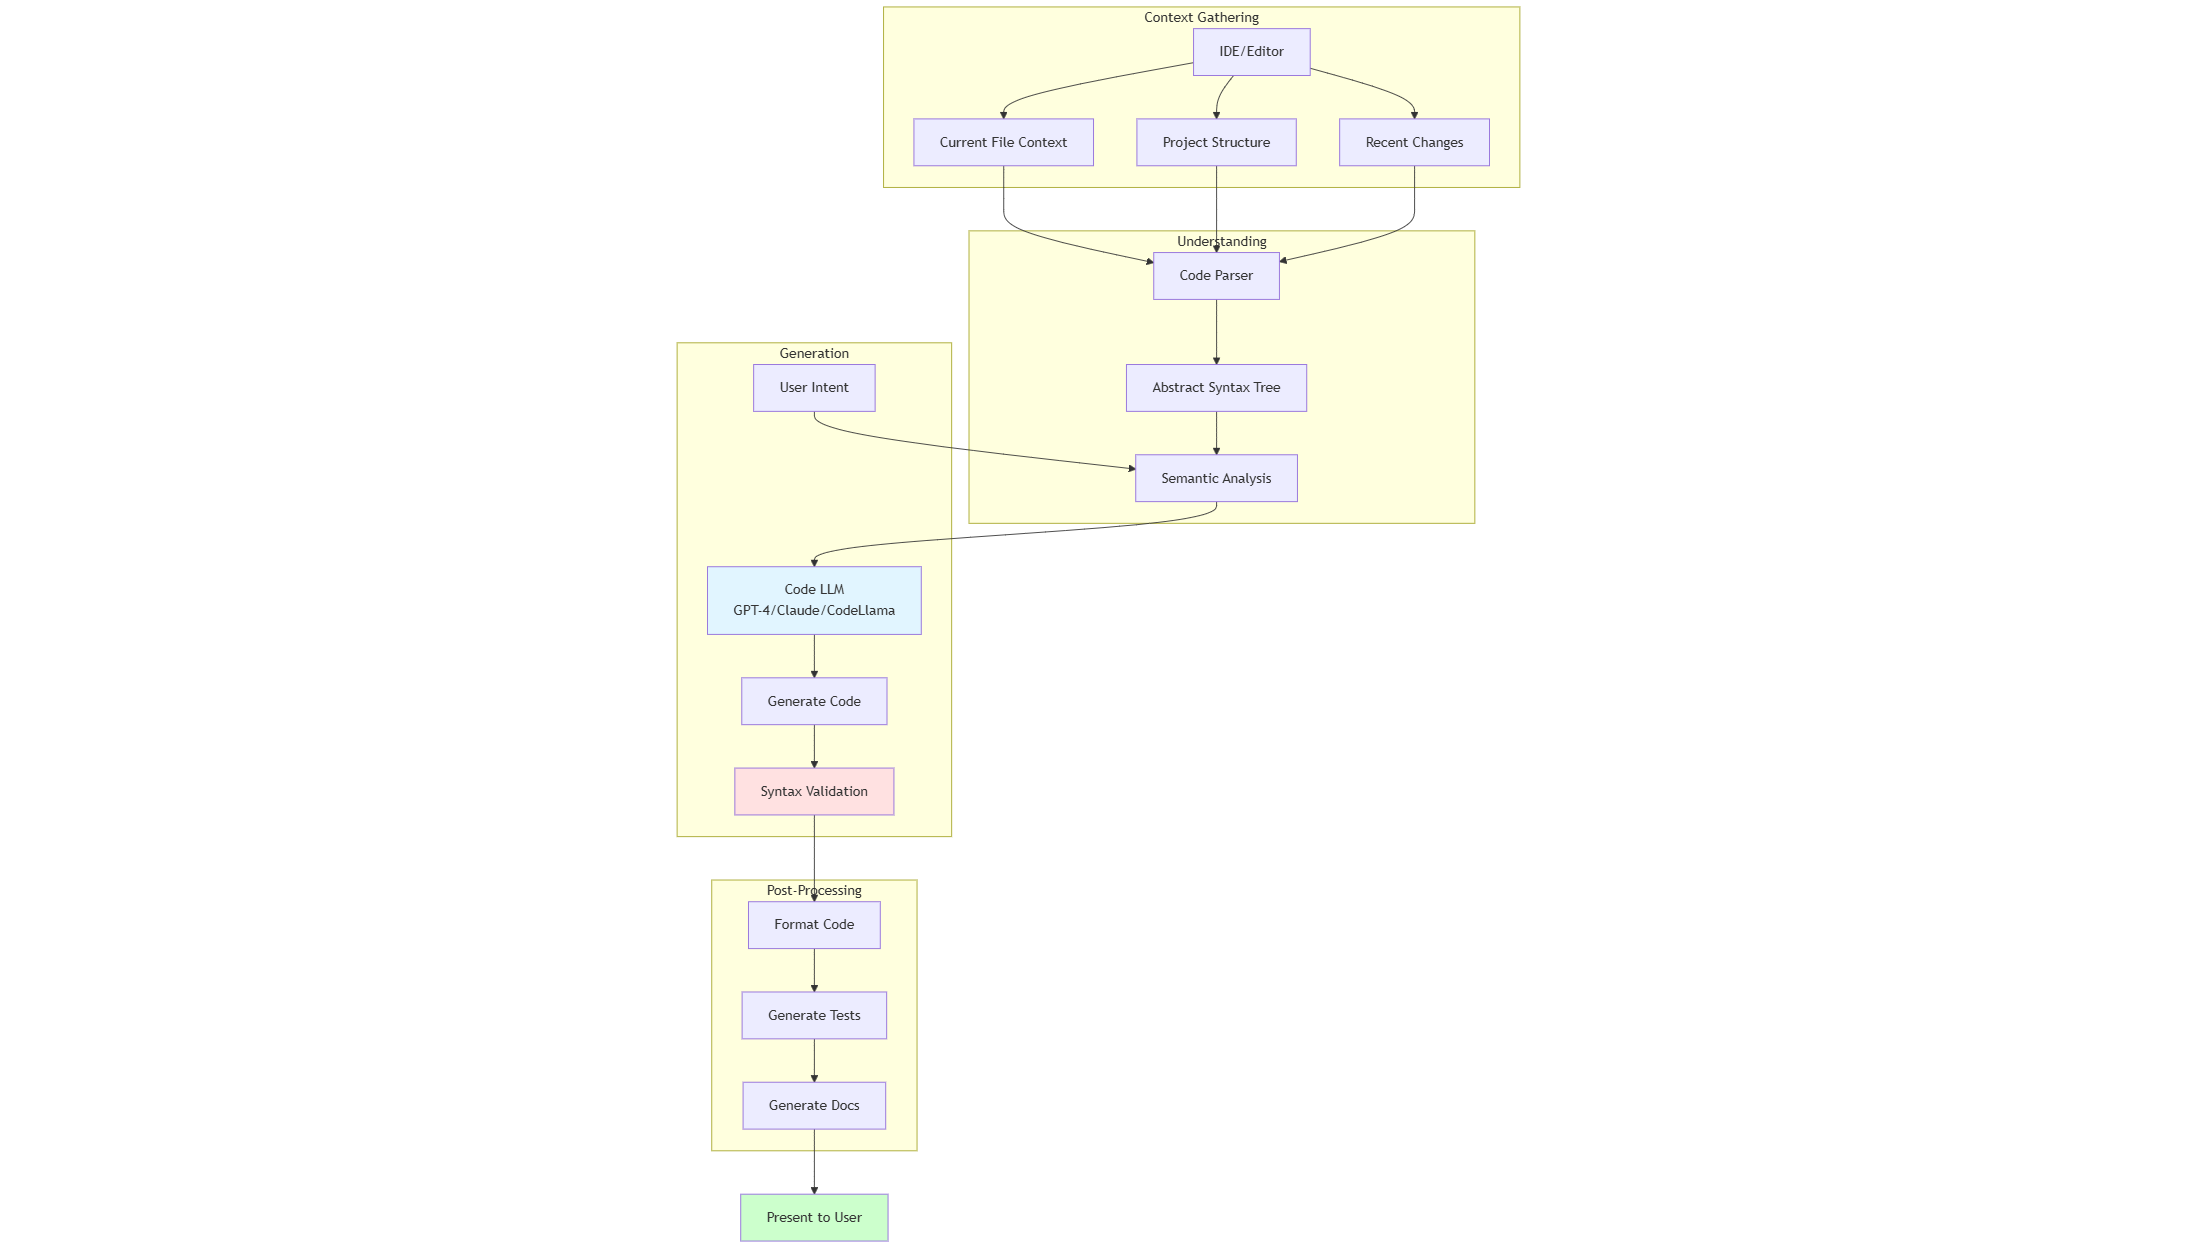 Context Gathering
IDE/Editor
Current File Context
Project Structure
Recent Changes
Understanding
Code Parser
Generation
User Intent
Abstract Syntax Tree
Semantic Analysis
Code LLM
GPT-4/Claude/CodeLlama
Generate Code
Syntax Validation
Post-Processing
Format Code
Generate Tests
Generate Docs
Present to User